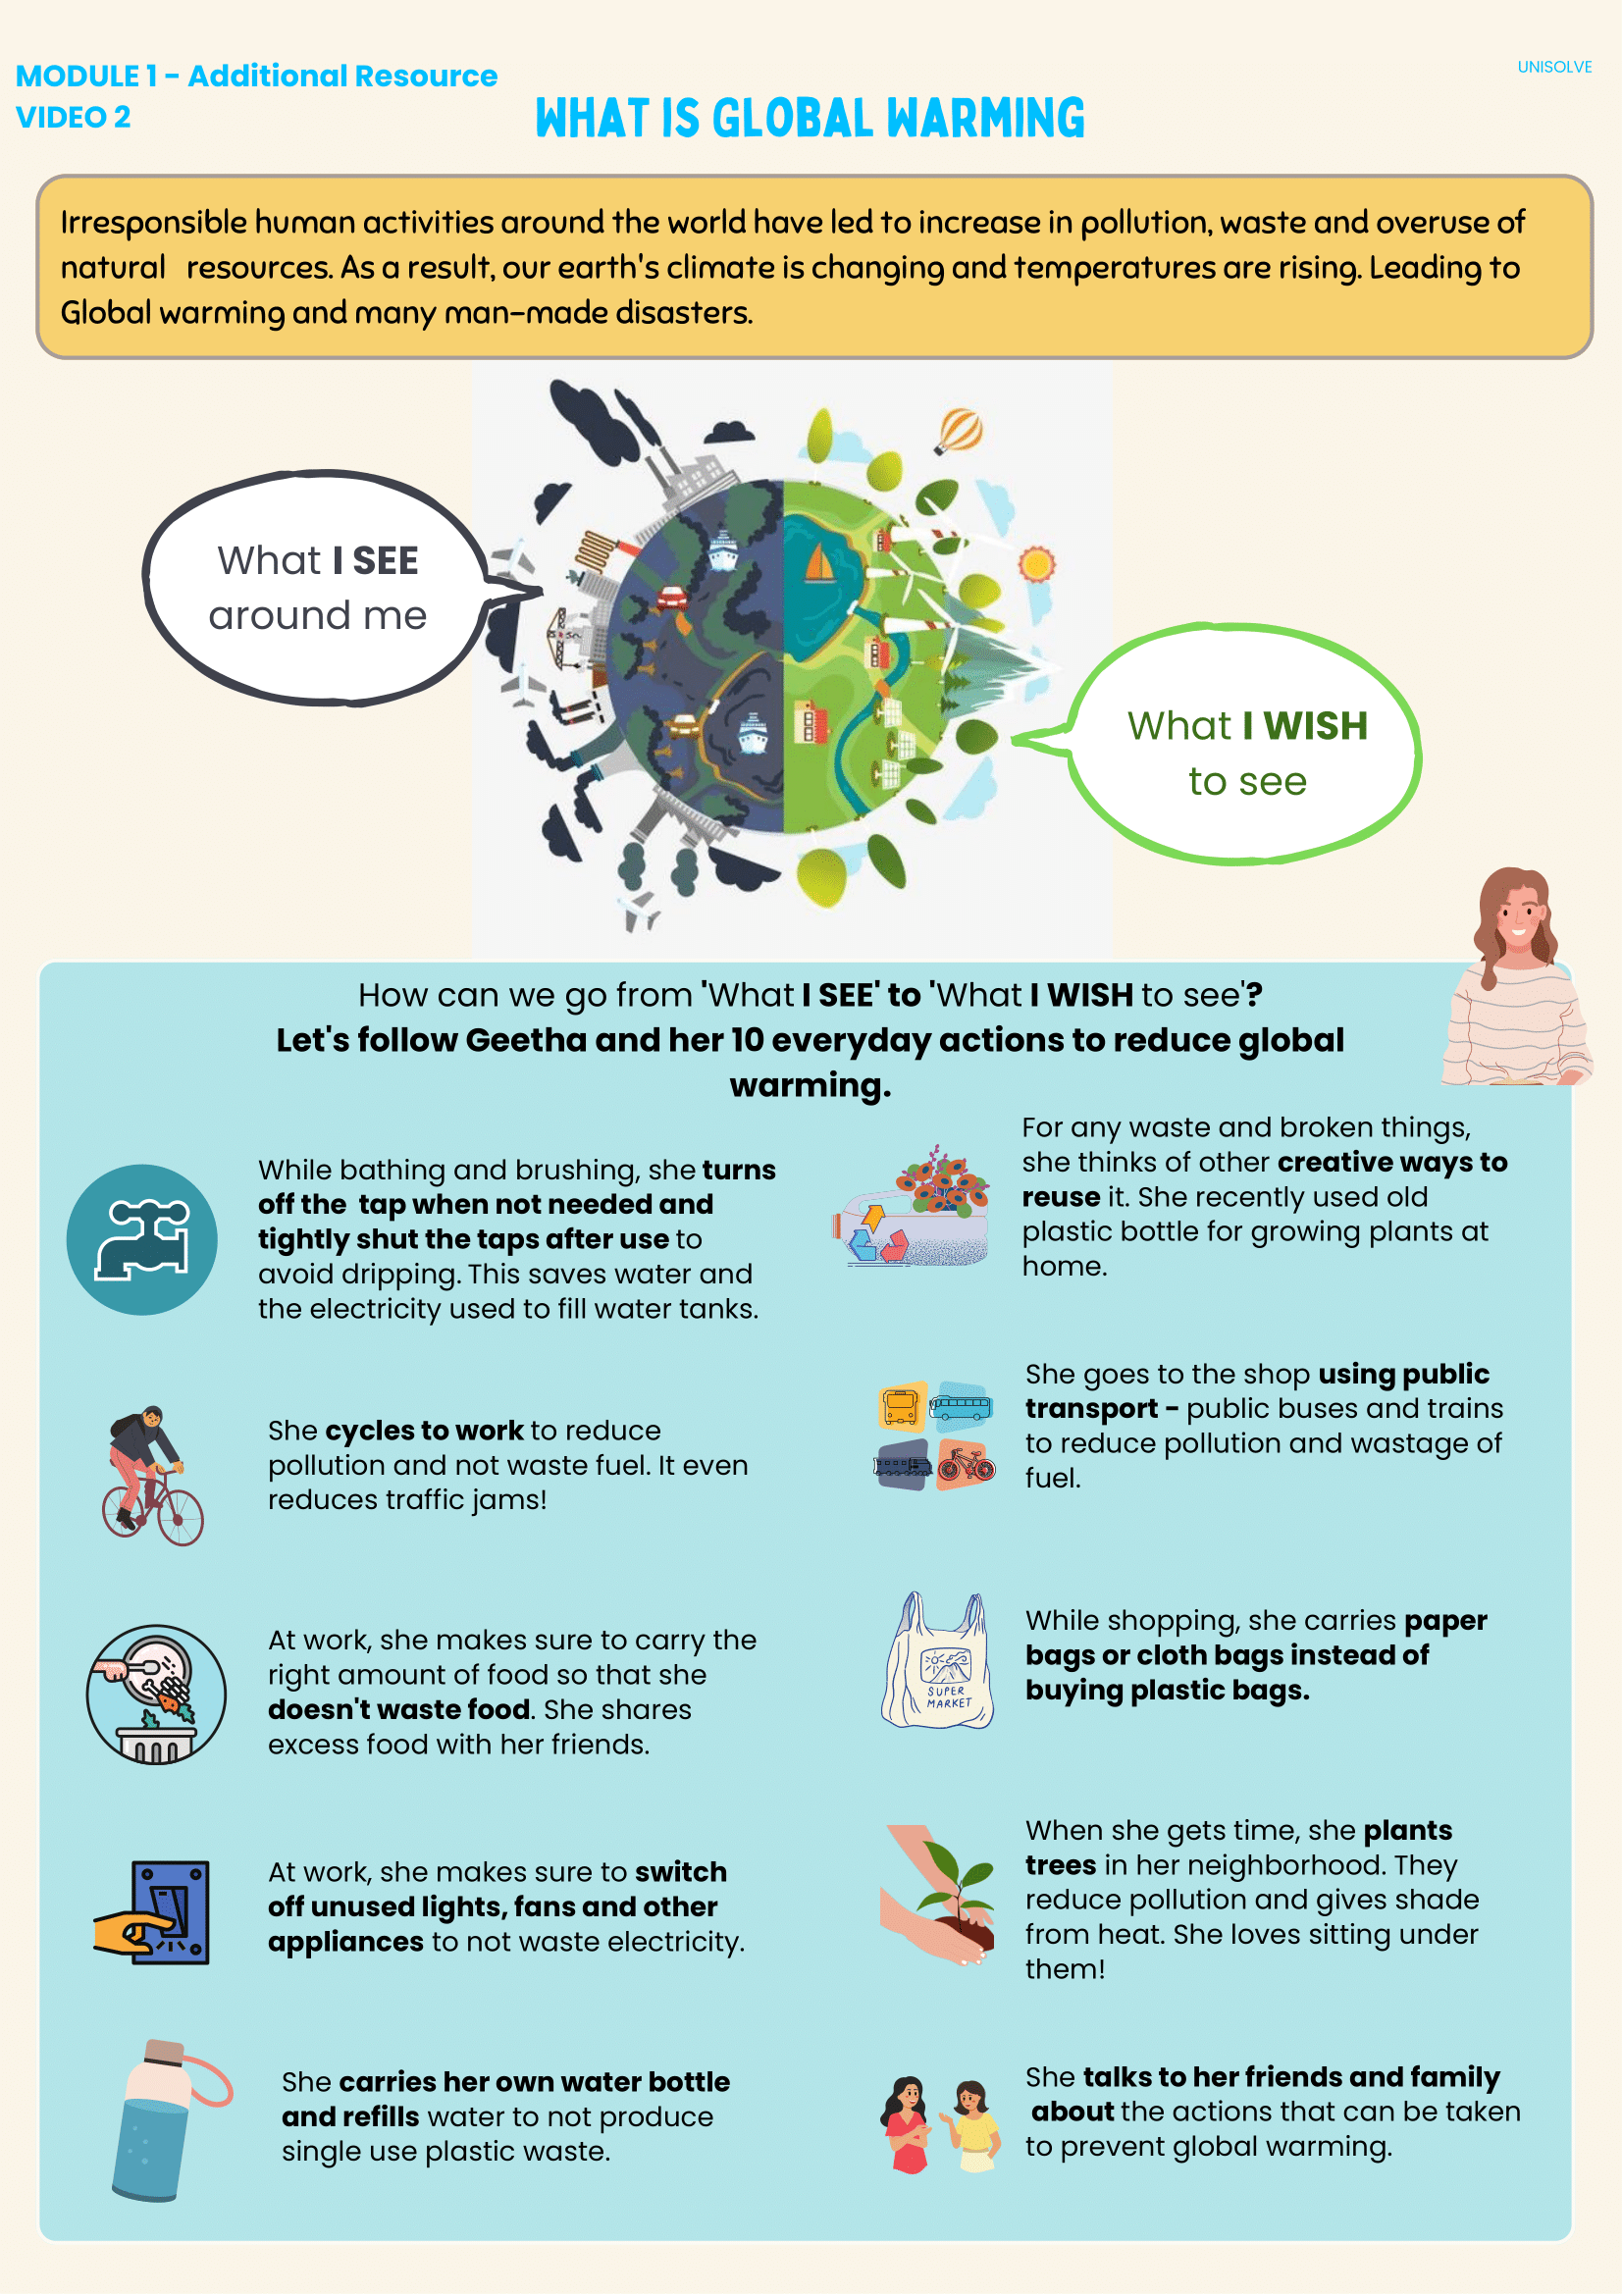 MODULE 1 - Additional Resource
VIDEO 2
UNISOLVE
WHAT IS GLOBAL WARMING
Irresponsible human activities around the world have led to increase in pollution, waste and overuse of
natural resources. As a result, our earth's climate is changing and temperatures are rising. Leading to
Global warming and many man-made disasters.
What I SEE
around me
What I WISH
to see
How can we go from 'What I SEE' to 'What I WISH to see'?
Let's follow Geetha and her 10 everyday actions to reduce global
warming.
While bathing and brushing, she turns
off the tap when not needed and
tightly shut the taps after use to
avoid dripping. This saves water and
the electricity used to fill water tanks.
She cycles to work to reduce
pollution and not waste fuel. It even
reduces traffic jams!
At work, she makes sure to carry the
right amount of food so that she
doesn't waste food. She shares
excess food with her friends.
At work, she makes sure to switch
off unused lights, fans and other
appliances to not waste electricity.
She carries her own water bottle
and refills water to not produce
single use plastic waste.
For any waste and broken things,
she thinks of other creative ways to
reuse it. She recently used old
plastic bottle for growing plants at
home.
She goes to the shop using public
transport - public buses and trains
to reduce pollution and wastage of
fuel.
SUPER
MARKET
While shopping, she carries paper
bags or cloth bags instead of
buying plastic bags.
When she gets time, she plants
trees in her neighborhood. They
reduce pollution and gives shade
from heat. She loves sitting under
them!
She talks to her friends and family
about the actions that can be taken
to prevent global warming.